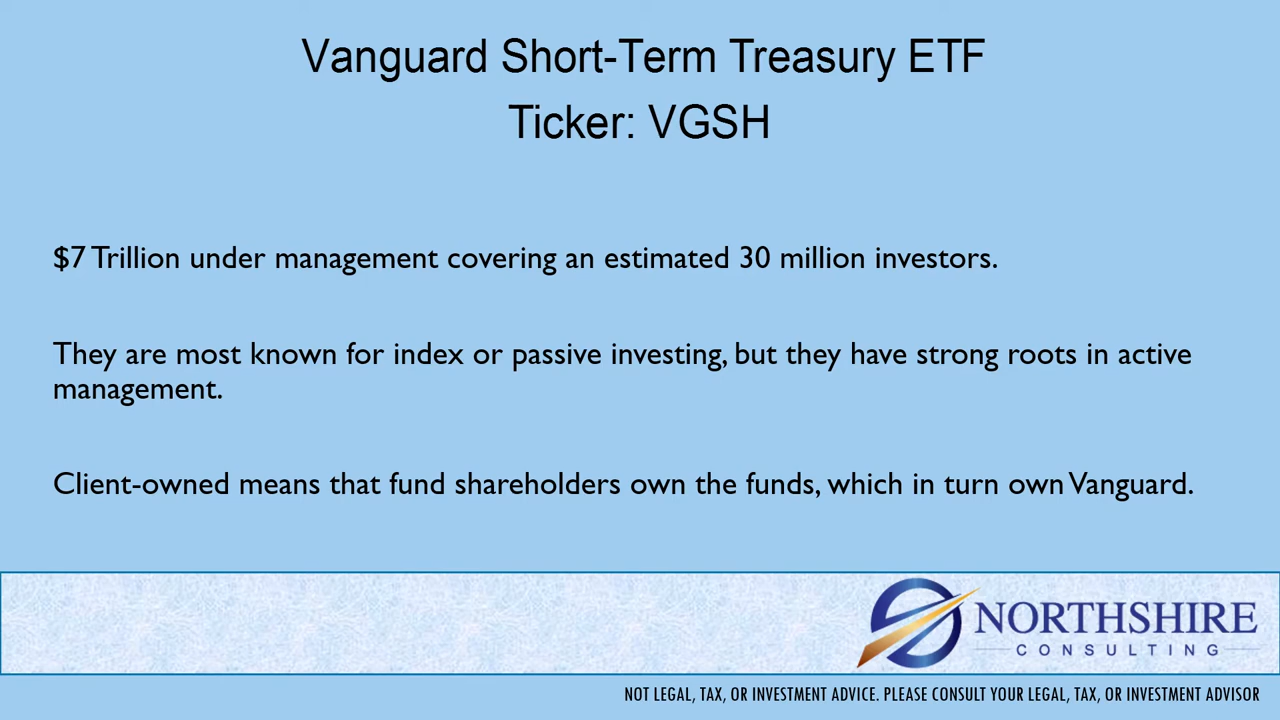 Vanguard Short-Term Treasury ETF
Ticker: VGSH
$7 Trillion under management covering an estimated 30 million investors.
They are most known for index or passive investing, but they have strong roots in active
management.
Client-owned means that fund shareholders own the funds, which in turn own Vanguard.
NORTHSHIRE
CONSULTING
NOT LEGAL, TAX, OR INVESTMENT ADVICE. PLEASE CONSULT YOUR LEGAL, TAX, OR INVESTMENT ADVISOR